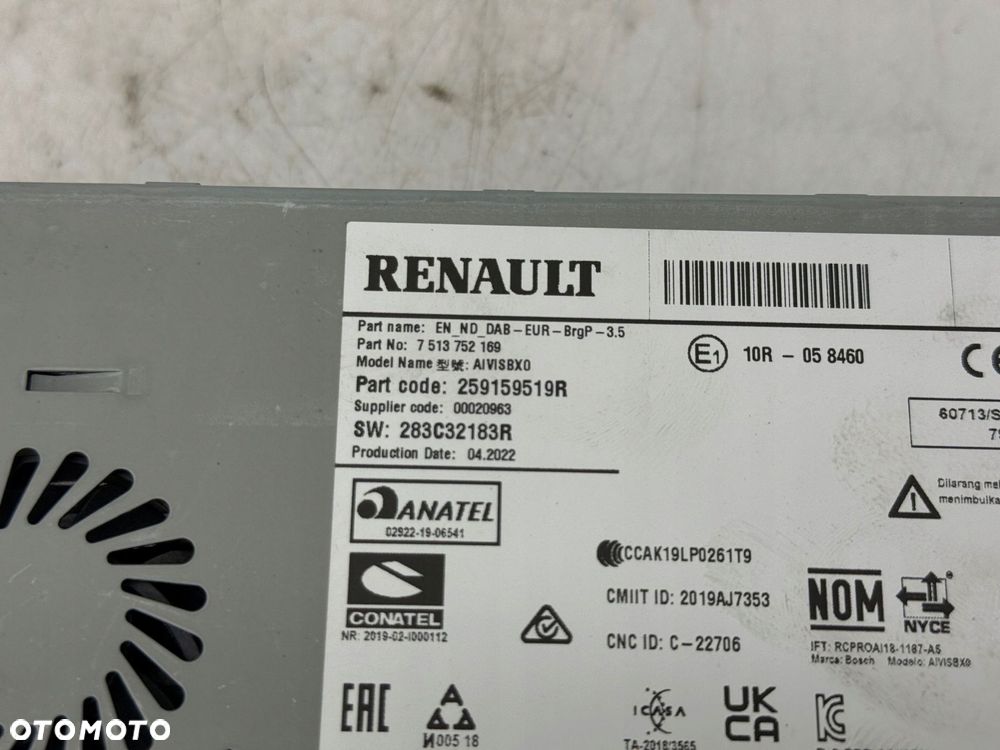 RENAULT
Part name: EN_ND_DAB-EUR-BrgP-3.5
Part No: 7 513 752 169
Model Name 型號: AIVISBX0
Part code: 259159519R
Supplier code: 00020963
SW: 283C32183R
Production Date: 04.2022
E1
10R - 05 8460
CE
60713/S
Dilarang mel
menimbulka
ANATEL
02922-19-06541
CONATEL
NR: 2019-02-I000112
CCAK19LP0261T9
CMIIT ID: 2019AJ7353
CNC ID: C-22706
NOM
NYCE
IFT: RCPROAI18-1187-A5
Marca: Bosch Modelo: AIVISBX0
EAC
И005 18
ICASA
TA-2018/3565
UK
CA
OTOMOTO